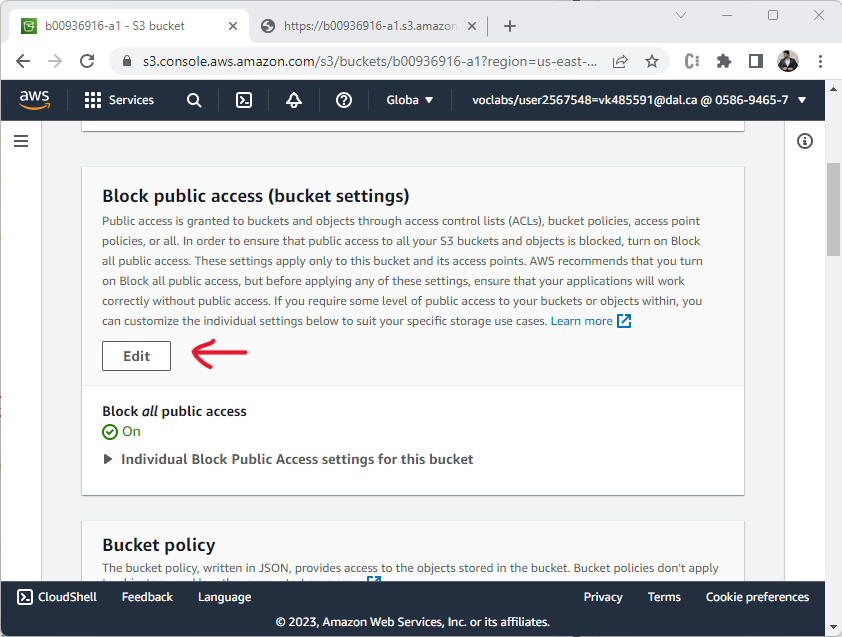 b00936916-a1 - S3 bucket
https://b00936916-a1.s3.amazon
s3.console.aws.amazon.com/s3/buckets/b00936916-a1?region=us-east-...
aws
Services
Globa
voclabs/user2567548=vk485591@dal.ca @ 0586-9465-7
Block public access (bucket settings)
Public access is granted to buckets and objects through access control lists (ACLs), bucket policies, access point
policies, or all. In order to ensure that public access to all your S3 buckets and objects is blocked, turn on Block
all public access. These settings apply only to this bucket and its access points. AWS recommends that you turn
on Block all public access, but before applying any of these settings, ensure that your applications will work
correctly without public access. If you require some level of public access to your buckets or objects within, you
can customize the individual settings below to suit your specific storage use cases. Learn more
Edit
Block all public access
On
Individual Block Public Access settings for this bucket
Bucket policy
The bucket policy, written in JSON, provides access to the objects stored in the bucket. Bucket policies don't apply
CloudShell
Feedback
Language
Privacy
Terms
Cookie preferences
© 2023, Amazon Web Services, Inc. or its affiliates.